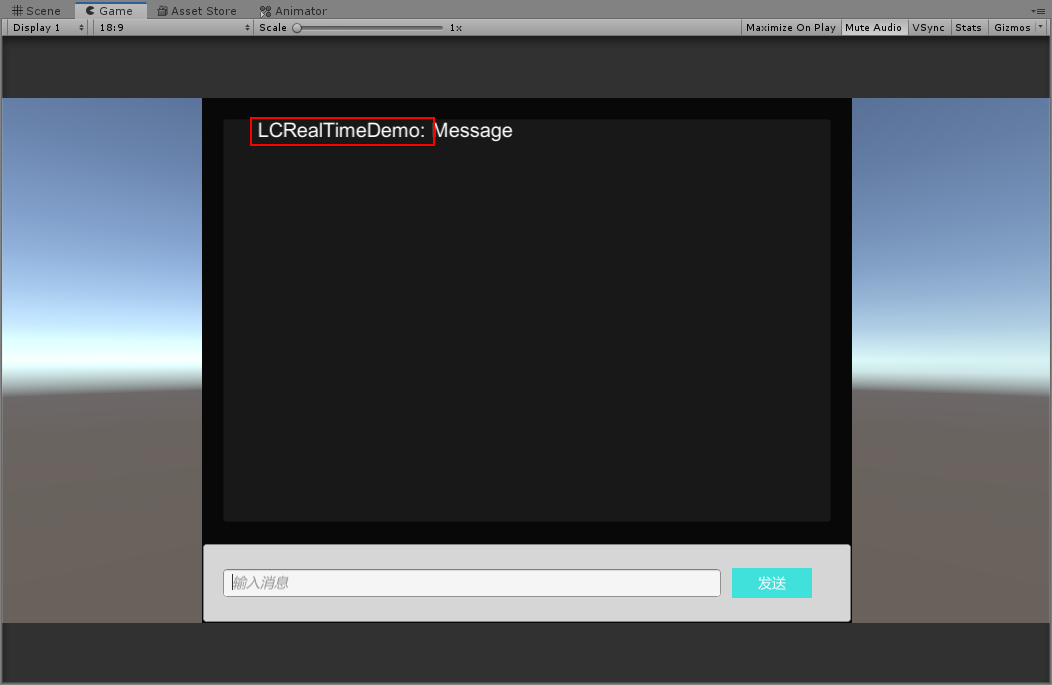 Scene Game Asset Store Animator
Display 1 18:9 Scale 1x Maximize On Play Mute Audio VSync Stats Gizmos
LCRealTimeDemo: Message
输入消息 发送